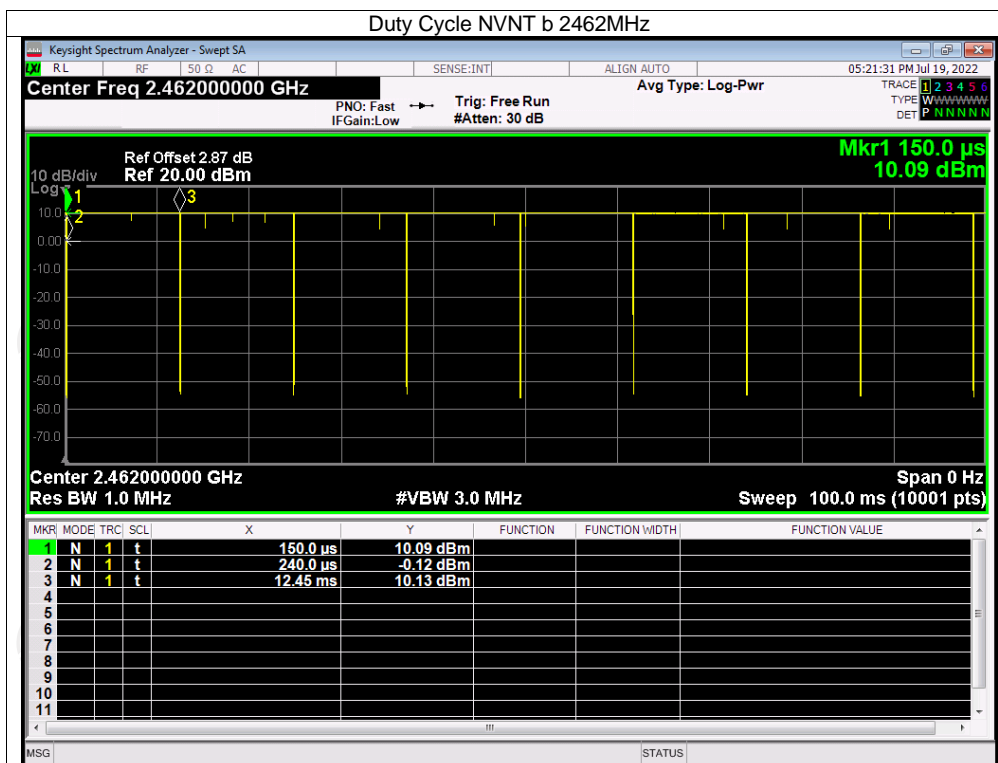 Duty Cycle NVNT b 2462MHz
Keysight Spectrum Analyzer - Swept SA
LXI RL RF 50 Ω AC SENSE:INT ALIGN AUTO 05:21:31 PM Jul 19, 2022
Center Freq 2.462000000 GHz
PNO: Fast
IFGain:Low
Trig: Free Run
#Atten: 30 dB
Avg Type: Log-Pwr
TRACE 1 2 3 4 5 6
TYPE WWWWWW
DET P N N N N N
Mkr1 150.0 µs
10.09 dBm
Ref Offset 2.87 dB
10 dB/div Ref 20.00 dBm
Log
1
2
3
10.0
0.00
-10.0
-20.0
-30.0
-40.0
-50.0
-60.0
-70.0
Center 2.462000000 GHz Span 0 Hz
Res BW 1.0 MHz #VBW 3.0 MHz Sweep 100.0 ms (10001 pts)
MKR MODE TRC SCL X Y FUNCTION FUNCTION WIDTH FUNCTION VALUE
1 N 1 t 150.0 µs 10.09 dBm
2 N 1 t 240.0 µs -0.12 dBm
3 N 1 t 12.45 ms 10.13 dBm
4
5
6
7
8
9
10
11
MSG STATUS